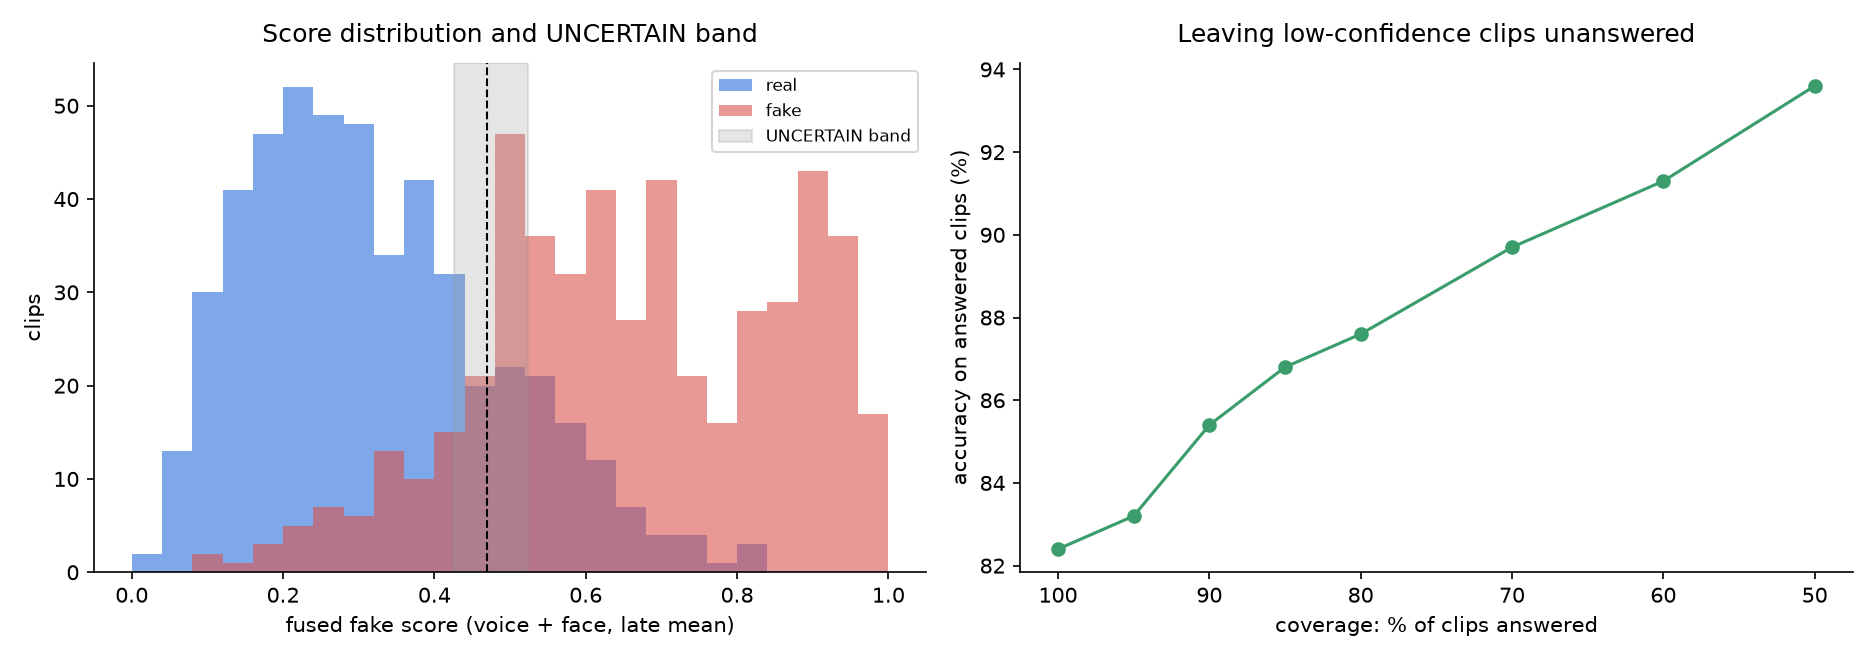 Score distribution and UNCERTAIN band
real
fake
UNCERTAIN band
clips
50
40
30
20
10
0
0.0 0.2 0.4 0.6 0.8 1.0
fused fake score (voice + face, late mean)
Leaving low-confidence clips unanswered
accuracy on answered clips (%)
94
92
90
88
86
84
82
100 90 80 70 60 50
coverage: % of clips answered